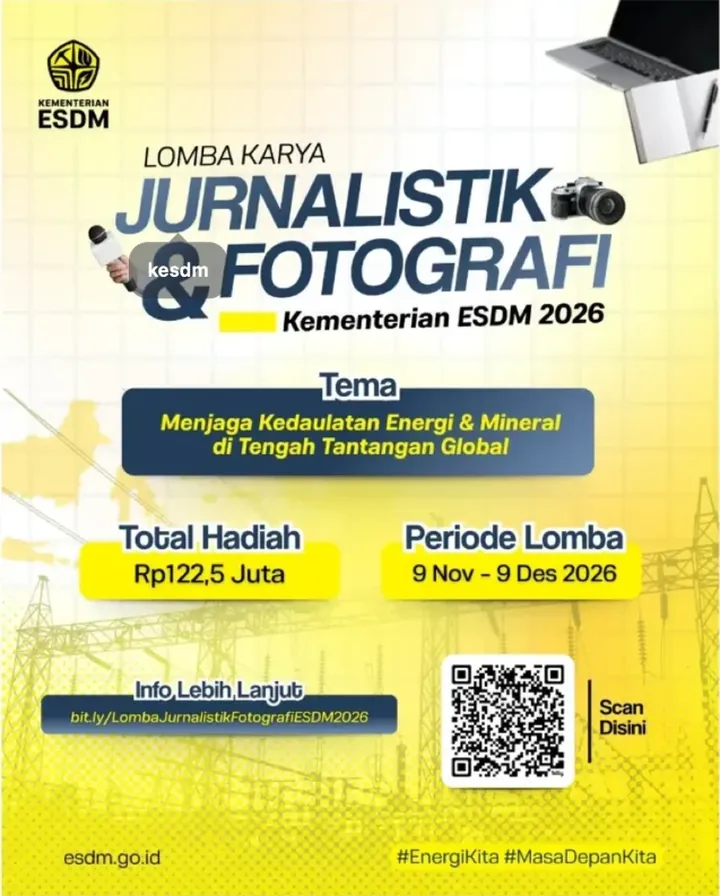 KEMENTERIAN
ESDM
LOMBA KARYA
JURNALISTIK
kesdm
& FOTOGRAFI
Kementerian ESDM 2026
Tema
Menjaga Kedaulatan Energi & Mineral
di Tengah Tantangan Global
Total Hadiah
Rp122,5 Juta
Periode Lomba
9 Nov - 9 Des 2026
Info Lebih Lanjut
bit.ly/LombaJurnalistikFotografiESDM2026
Scan
Disini
esdm.go.id
#EnergiKita #MasaDepanKita